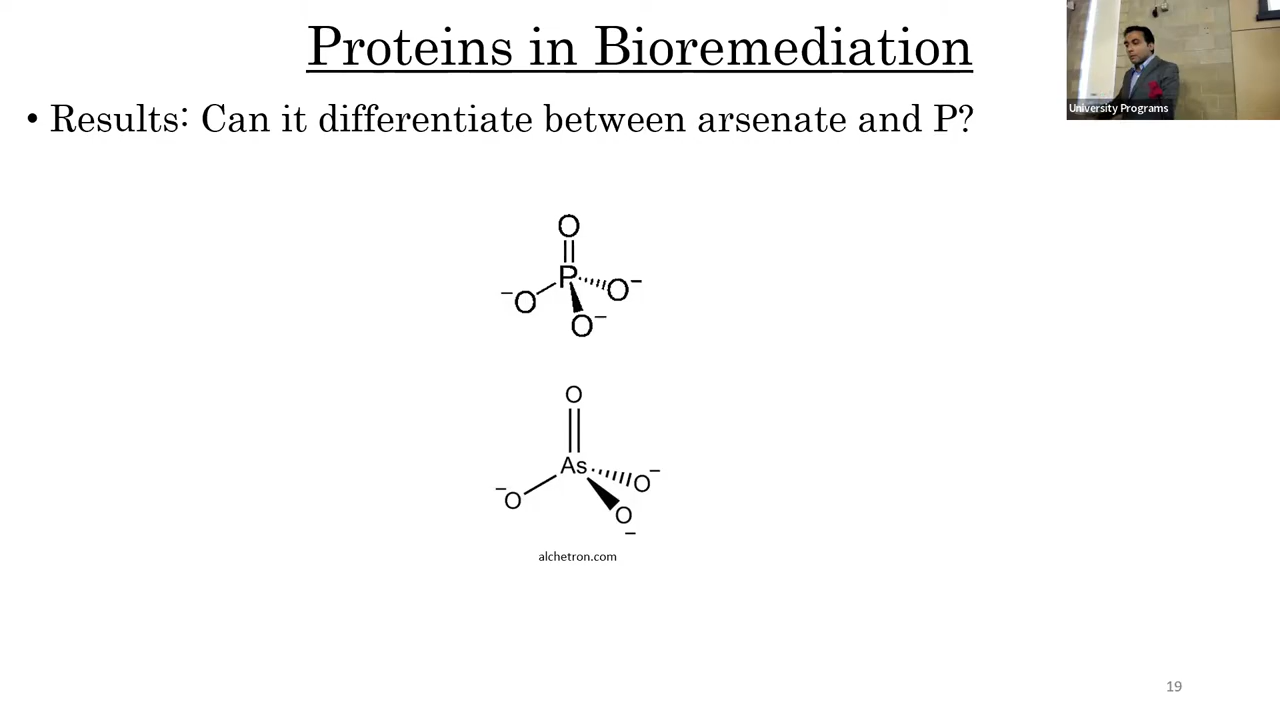 Proteins in Bioremediation
University Programs
• Results: Can it differentiate between arsenate and P?
O
P
⁻O
O⁻
O⁻
O
As
⁻O
O⁻
O
–
alchetron.com
19